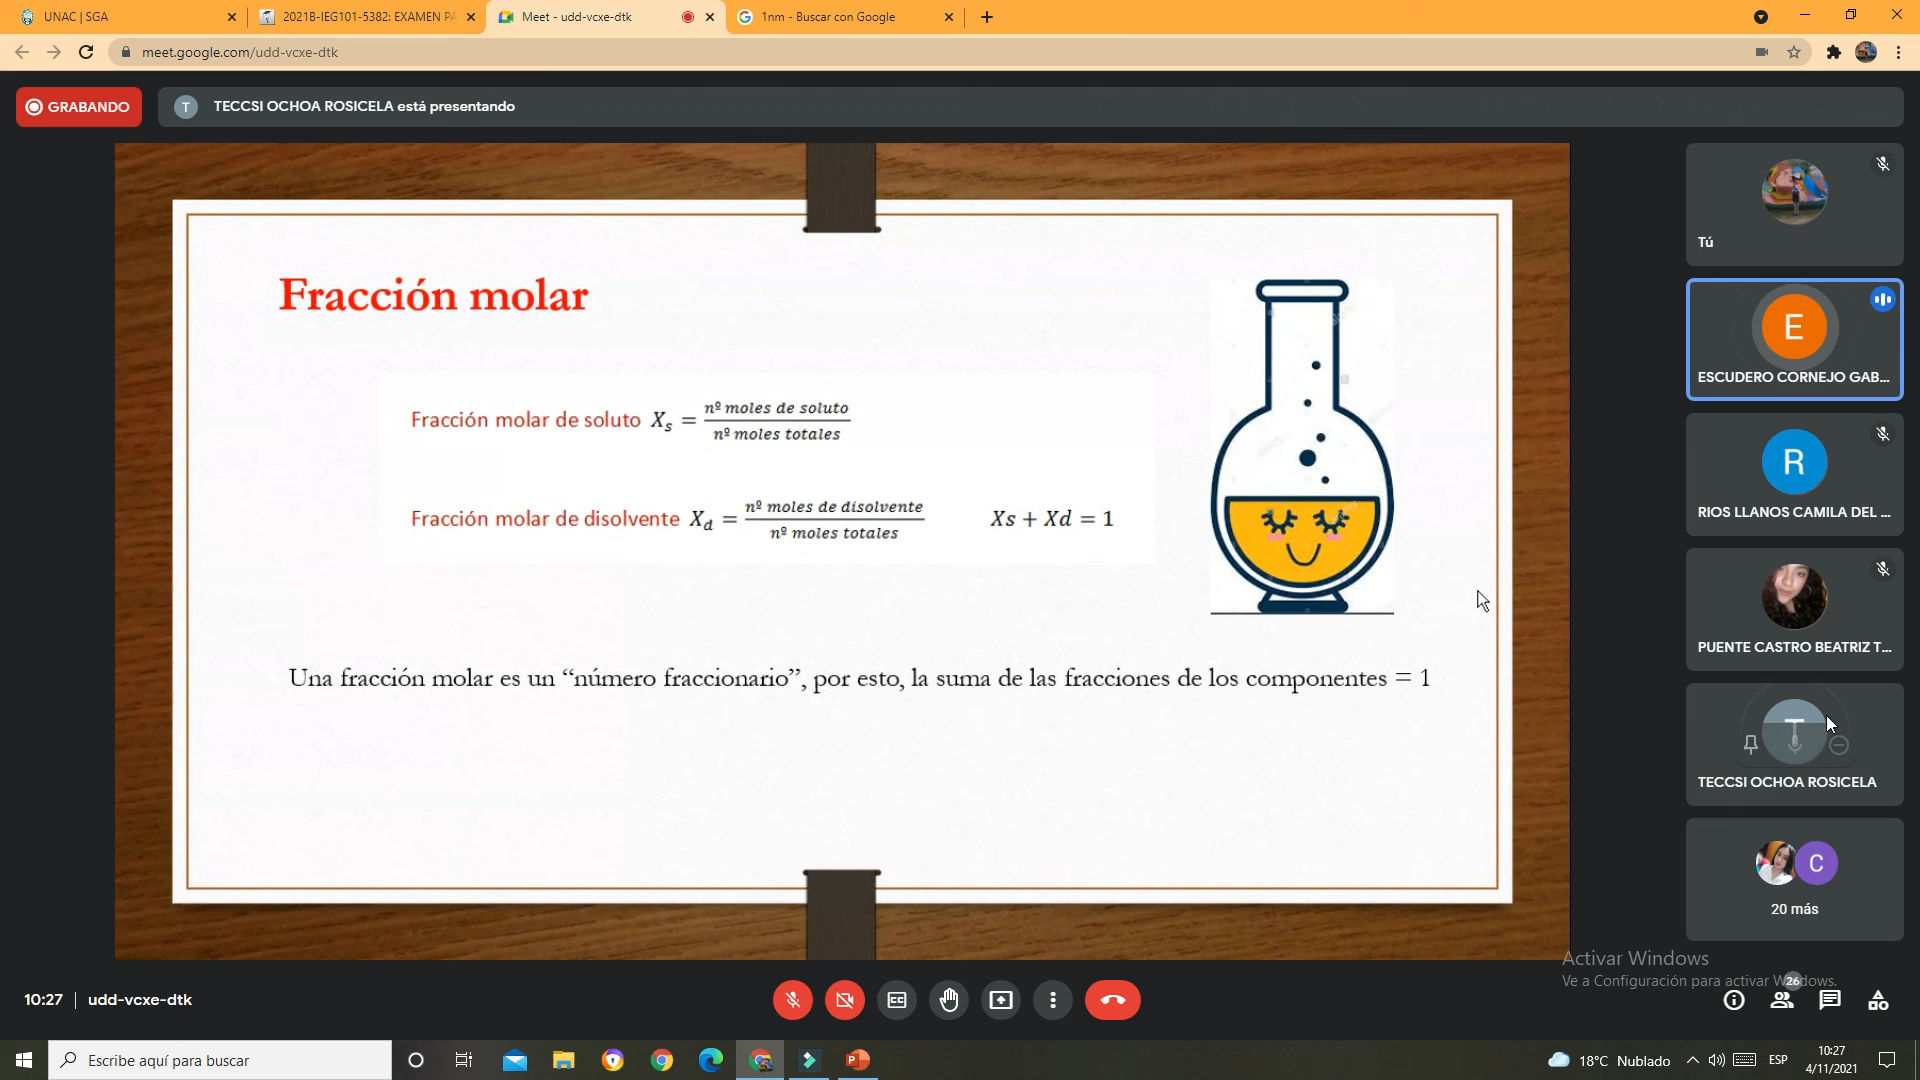 UNAC | SGA
2021B-IEG101-5382: EXAMEN PA
Meet - udd-vcxe-dtk
1nm - Buscar con Google
meet.google.com/udd-vcxe-dtk
GRABANDO
T
TECCSI OCHOA ROSICELA está presentando
Fracción molar
Fracción molar de soluto Xs = nº moles de soluto / nº moles totales
Fracción molar de disolvente Xd = nº moles de disolvente / nº moles totales
Xs + Xd = 1
Una fracción molar es un “número fraccionario”, por esto, la suma de las fracciones de los componentes = 1
Tú
E
ESCUDERO CORNEJO GAB...
R
RIOS LLANOS CAMILA DEL ...
PUENTE CASTRO BEATRIZ T...
T
TECCSI OCHOA ROSICELA
C
20 más
Activar Windows
Ve a Configuración para activar Windows.
26
10:27 | udd-vcxe-dtk
Escribe aquí para buscar
18°C Nublado
ESP
10:27
4/11/2021